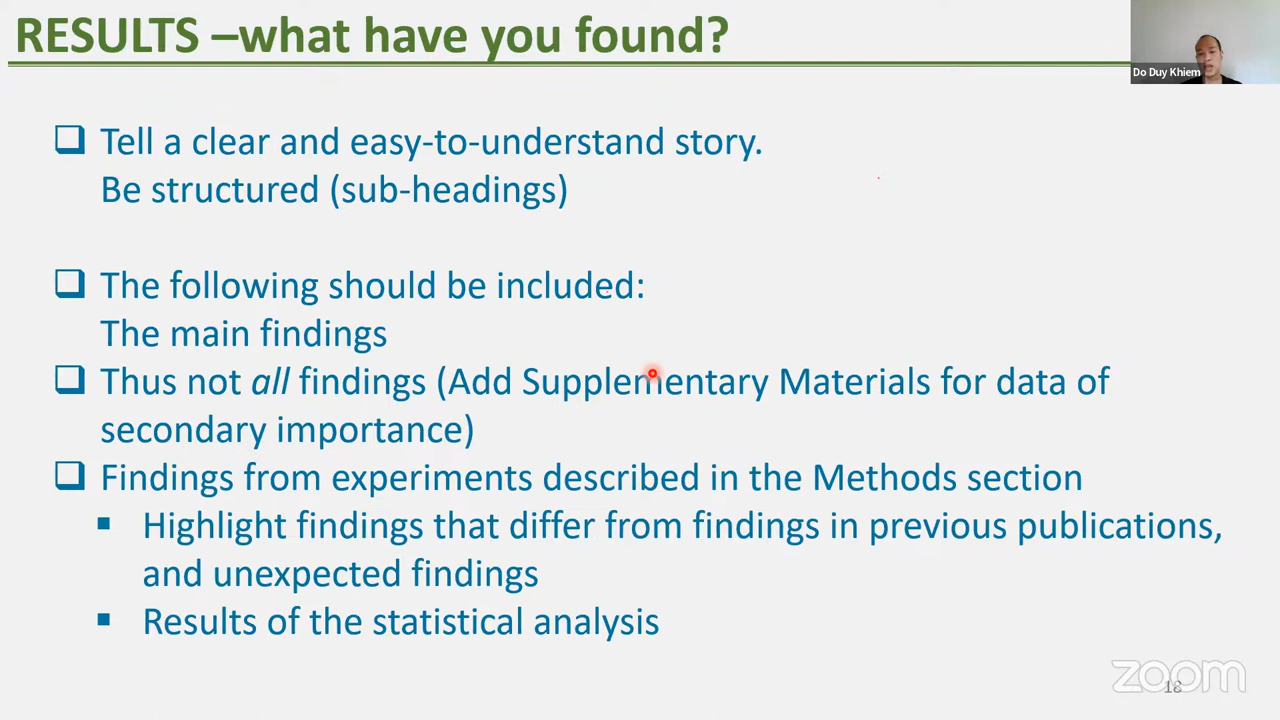 RESULTS –what have you found?
Do Duy Khiem
Tell a clear and easy-to-understand story.
Be structured (sub-headings)
The following should be included:
The main findings
Thus not all findings (Add Supplementary Materials for data of
secondary importance)
Findings from experiments described in the Methods section
Highlight findings that differ from findings in previous publications,
and unexpected findings
Results of the statistical analysis
zoom
18